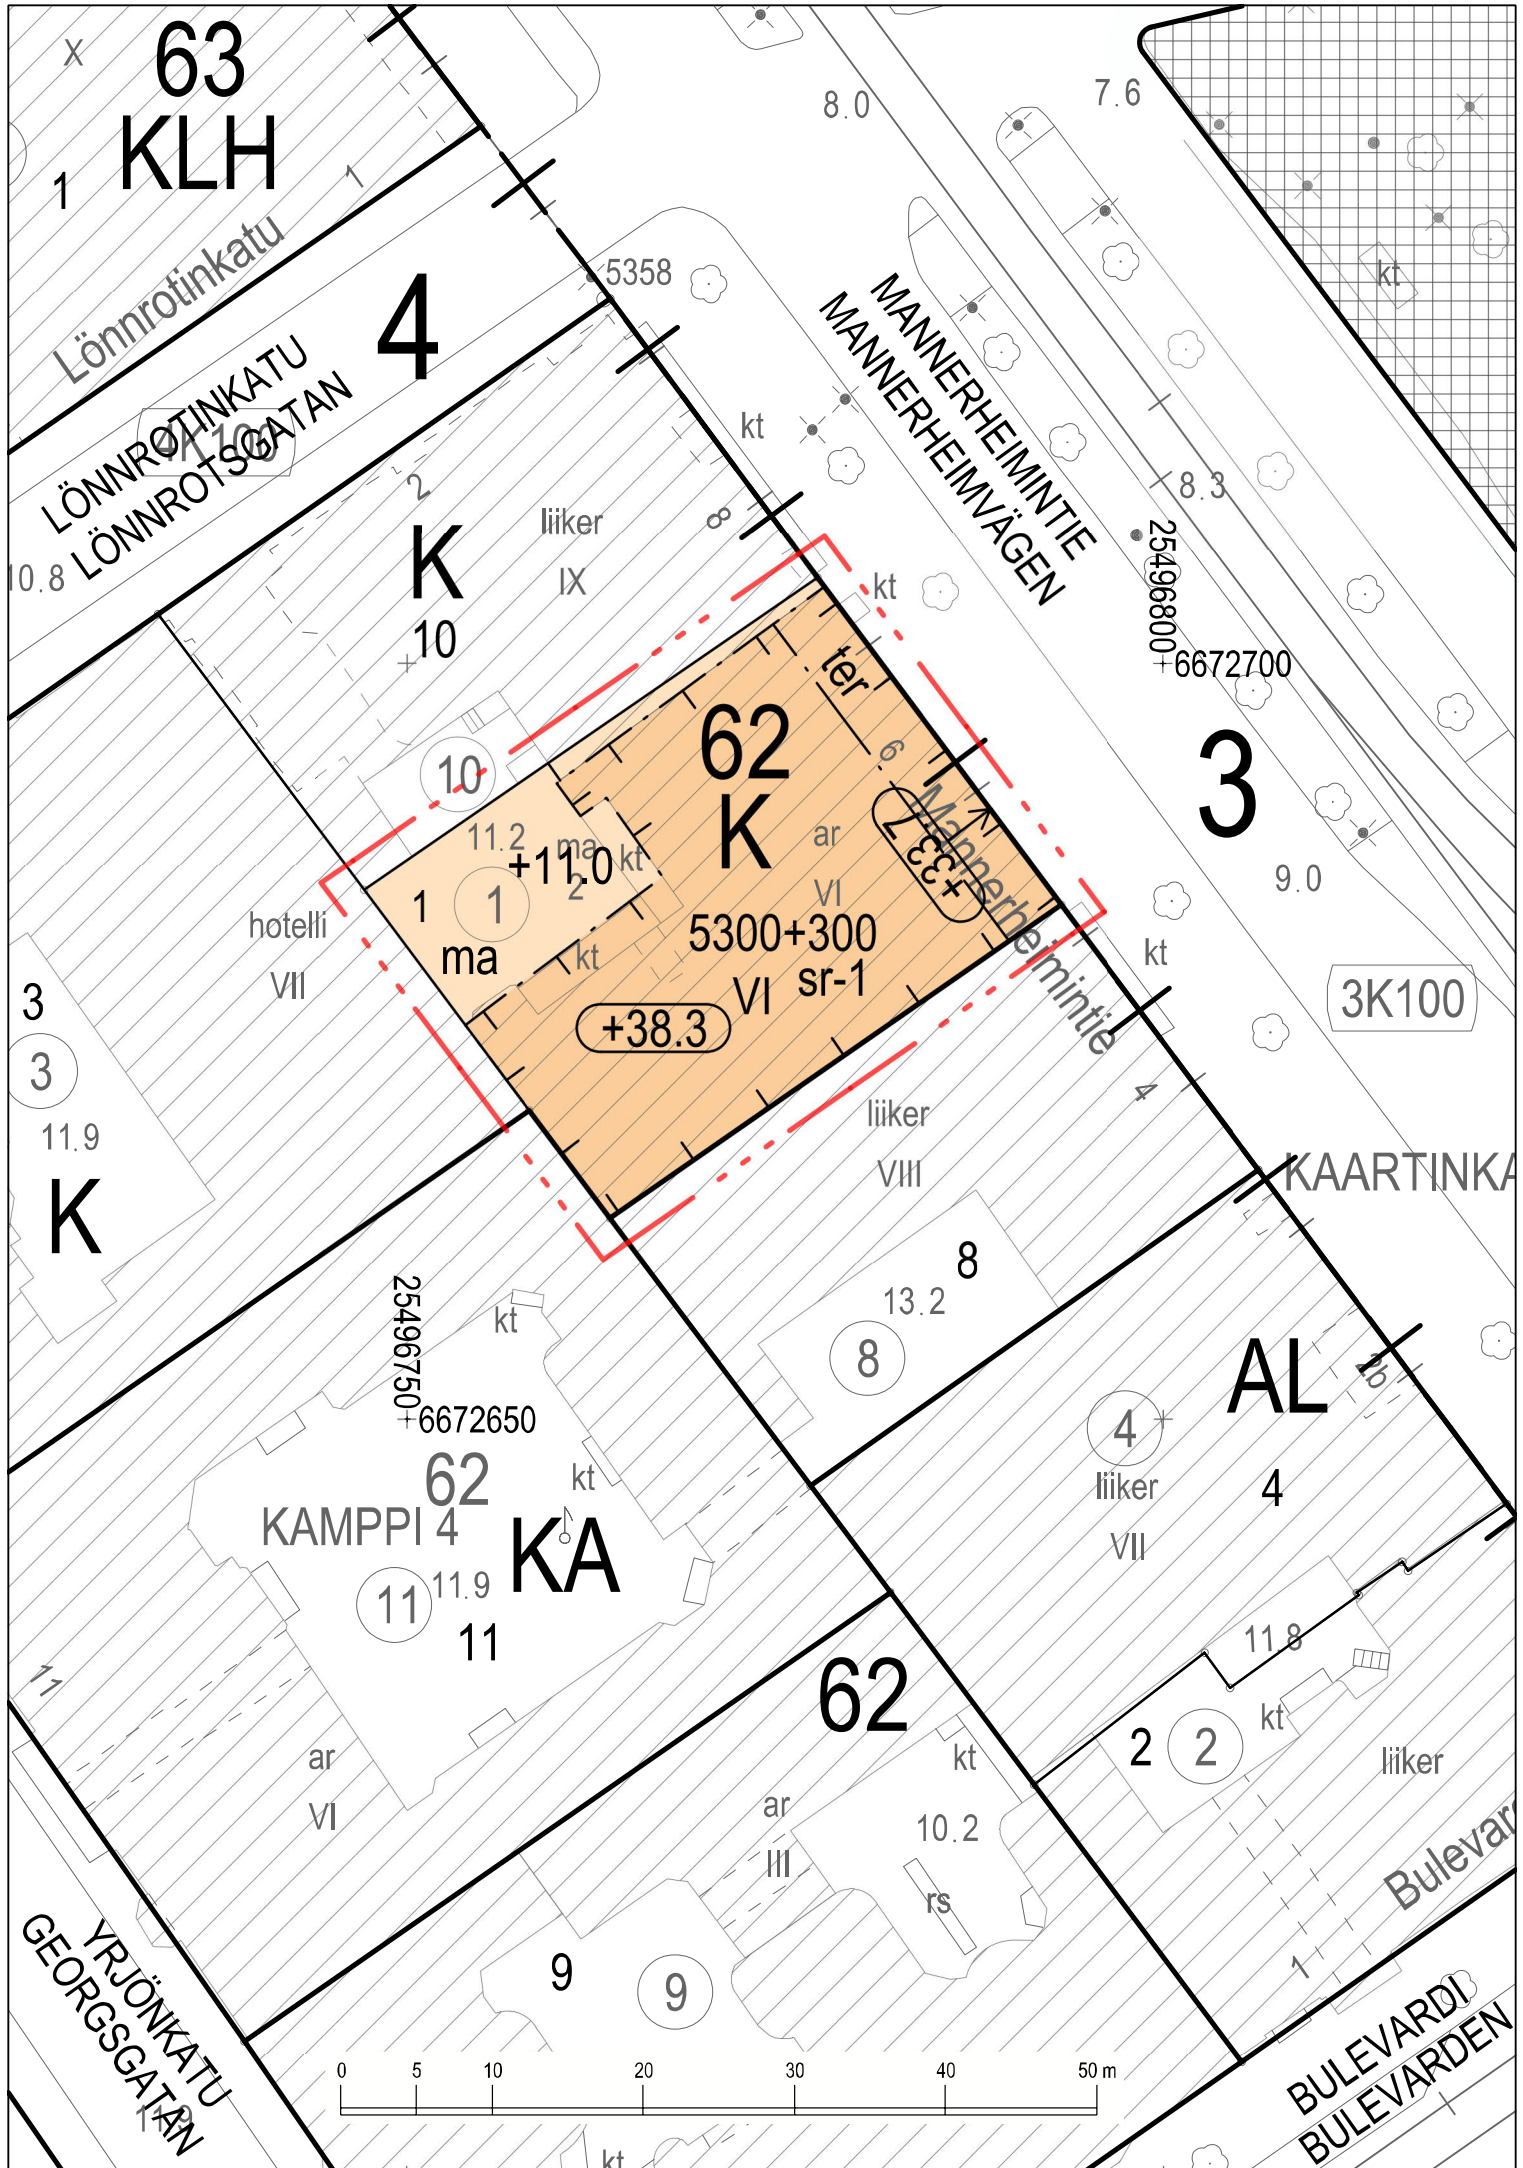 X
63
KLH
1
1
Lönnrotinkatu
4
LÖNNROTINKATU
LÖNNROTSGATAN
4K100
10.8
5358
8.0
7.6
kt
MANNERHEIMINTIE
MANNERHEIMVÄGEN
kt
8.3
2
liiker
8
K
IX
10
kt
25496800
6672700
ter
62
6
3
10
K
ar
Mannerheimintie
11.2
ma
kt
+11.0
2
+33.7
9.0
1
1
VI
hotelli
5300+300
kt
ma
kt
VII
VI
sr-1
3K100
3
+38.3
3
4
11.9
liiker
VIII
KAARTINKA
K
8
13.2
25496750
kt
8
AL
2b
6672650
4
62
kt
liiker
4
KAMPPI 4
KA
VII
11
11.9
11
11.8
62
11
kt
2
2
kt
ar
liiker
VI
ar
10.2
III
Bulevar
rs
9
9
1
YRJÖNKATU
GEORGSGATAN
BULEVARDI
BULEVARDEN
0 5 10 20 30 40 50 m
kt